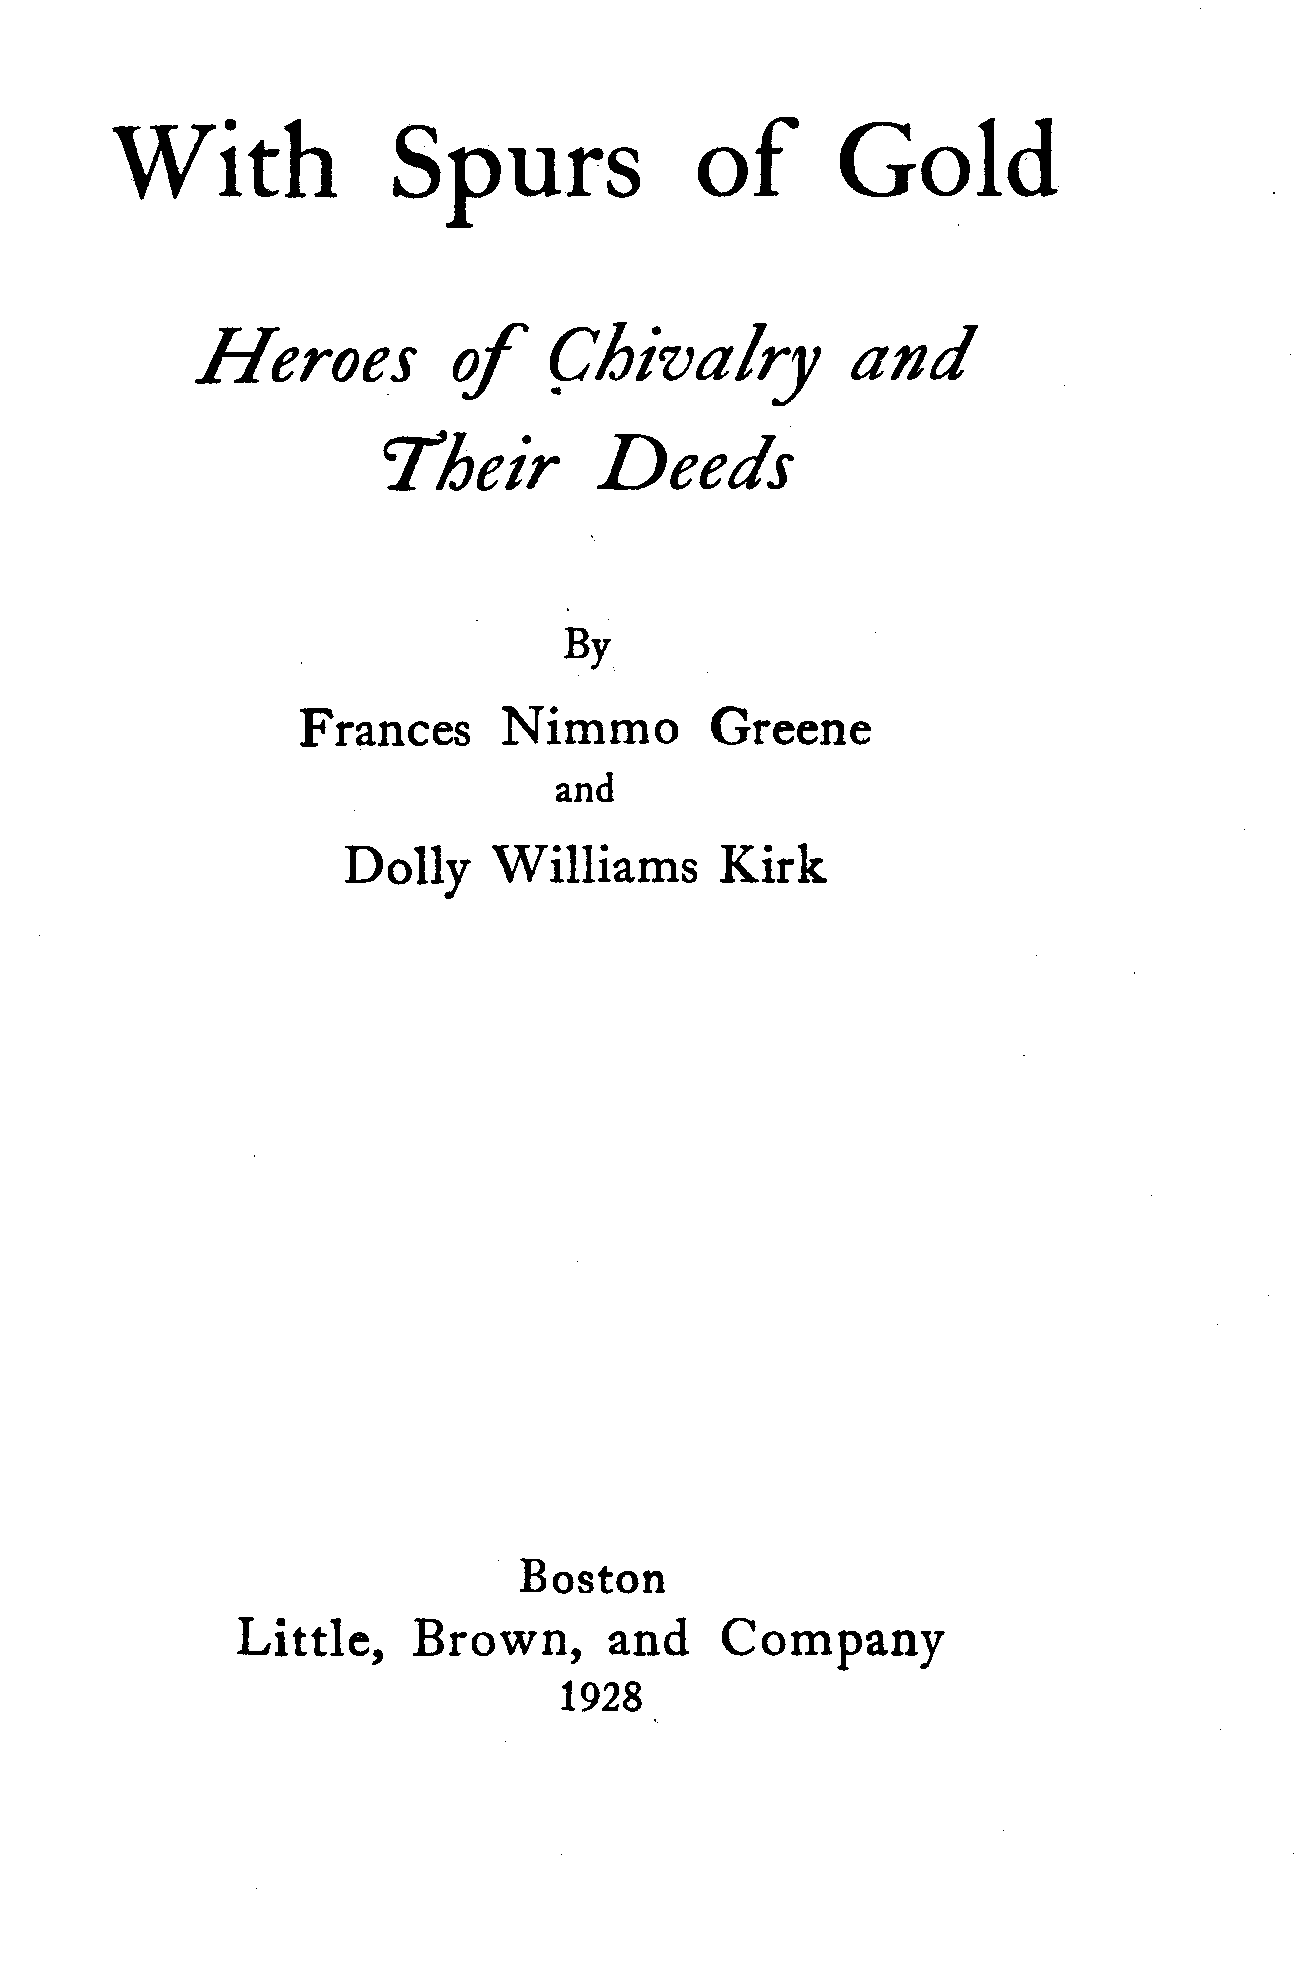 With Spurs of Gold
Heroes of Chivalry and
Their Deeds
By
Frances Nimmo Greene
and
Dolly Williams Kirk
Boston
Little, Brown, and Company
1928